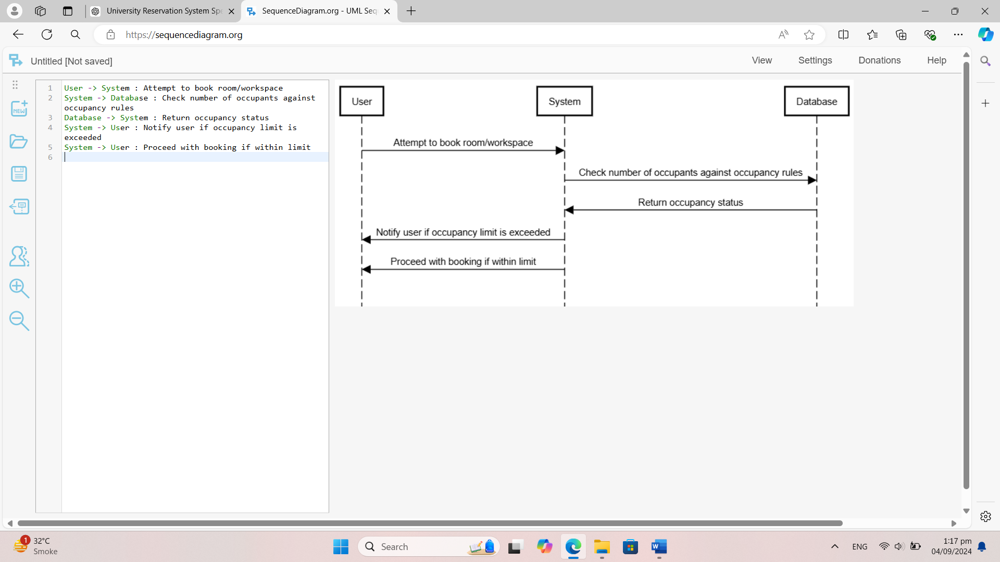 University Reservation System Spe
SequenceDiagram.org - UML Seq
https://sequencediagram.org
Untitled [Not saved]
View
Settings
Donations
Help
NEW
1 User -> System : Attempt to book room/workspace
2 System -> Database : Check number of occupants against
occupancy rules
3 Database -> System : Return occupancy status
4 System -> User : Notify user if occupancy limit is
exceeded
5 System -> User : Proceed with booking if within limit
6
User
System
Database
Attempt to book room/workspace
Check number of occupants against occupancy rules
Return occupancy status
Notify user if occupancy limit is exceeded
Proceed with booking if within limit
1
32°C
Smoke
Search
W
ENG
1:17 pm
04/09/2024